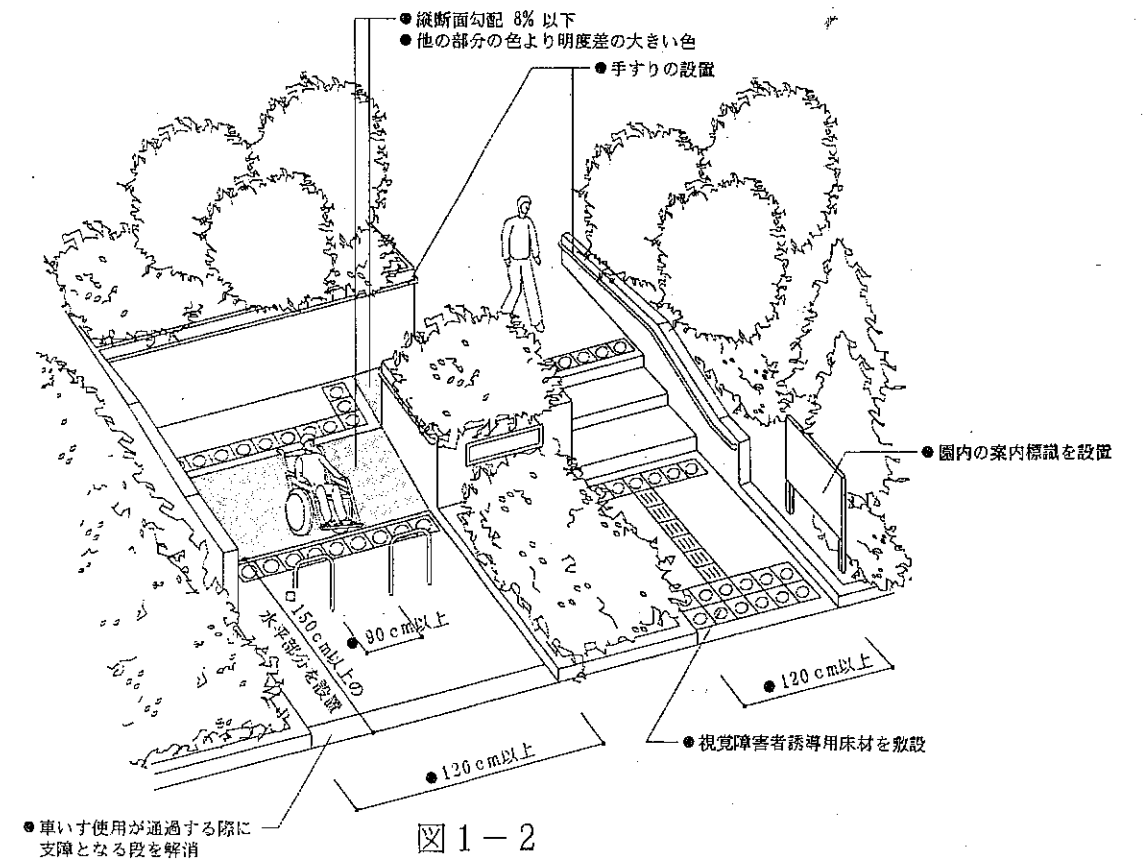 ●縦断面勾配 8% 以下
●他の部分の色より明度差の大きい色
●手すりの設置
●園内の案内標識を設置
□150cm以上の
水平部分を設置
●90cm以上
●120cm以上
●視覚障害者誘導用床材を敷設
●120cm以上
●車いす使用が通過する際に
支障となる段を解消
図1-2